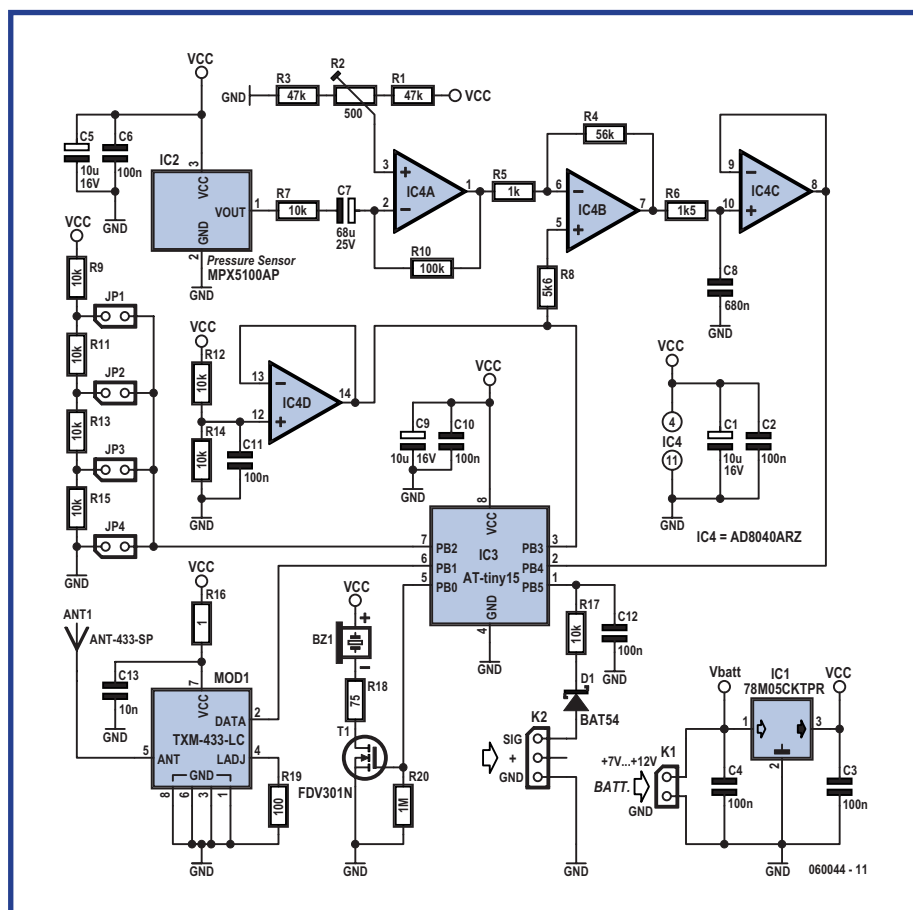 VCC
R3
47k
GND
R2
500
R1
47k
VCC
C5
10u
16V
C6
100n
GND
IC2
3
VCC
VOUT
1
GND
2
Pressure Sensor
MPX5100AP
GND
R7
10k
C7
68u
25V
3
+
2
−
IC4A
1
R10
100k
R5
1k
R4
56k
6
−
5
+
IC4B
7
R8
5k6
R6
1k5
9
−
10
+
IC4C
8
C8
680n
GND
VCC
R9
10k
JP1
R11
10k
JP2
R13
10k
JP3
R15
10k
JP4
GND
VCC
R12
10k
R14
10k
GND
C11
100n
13
−
12
+
IC4D
14
VCC
C9
10u
16V
C10
100n
GND
VCC
4
IC4
11
C1
10u
16V
C2
100n
GND
IC4 = AD8040ARZ
8
VCC
IC3
AT-tiny15
7
PB2
6
PB1
5
PB0
PB3
3
PB4
2
PB5
1
GND
4
GND
R17
10k
C12
100n
GND
D1
BAT54
K2
SIG
+
GND
GND
VCC
R16
1
ANT1
ANT-433-SP
C13
10n
GND
MOD1
7
VCC
DATA
2
TXM-433-LC
5
ANT
LADJ
4
GND
8
6
3
1
GND
R19
100
VCC
+
BZ1
−
R18
75
T1
FDV301N
R20
1M
GND
Vbatt
IC1
78M05CKTPR
VCC
1
3
2
K1
+7V...+12V
BATT.
GND
C4
100n
C3
100n
GND
060044 - 11